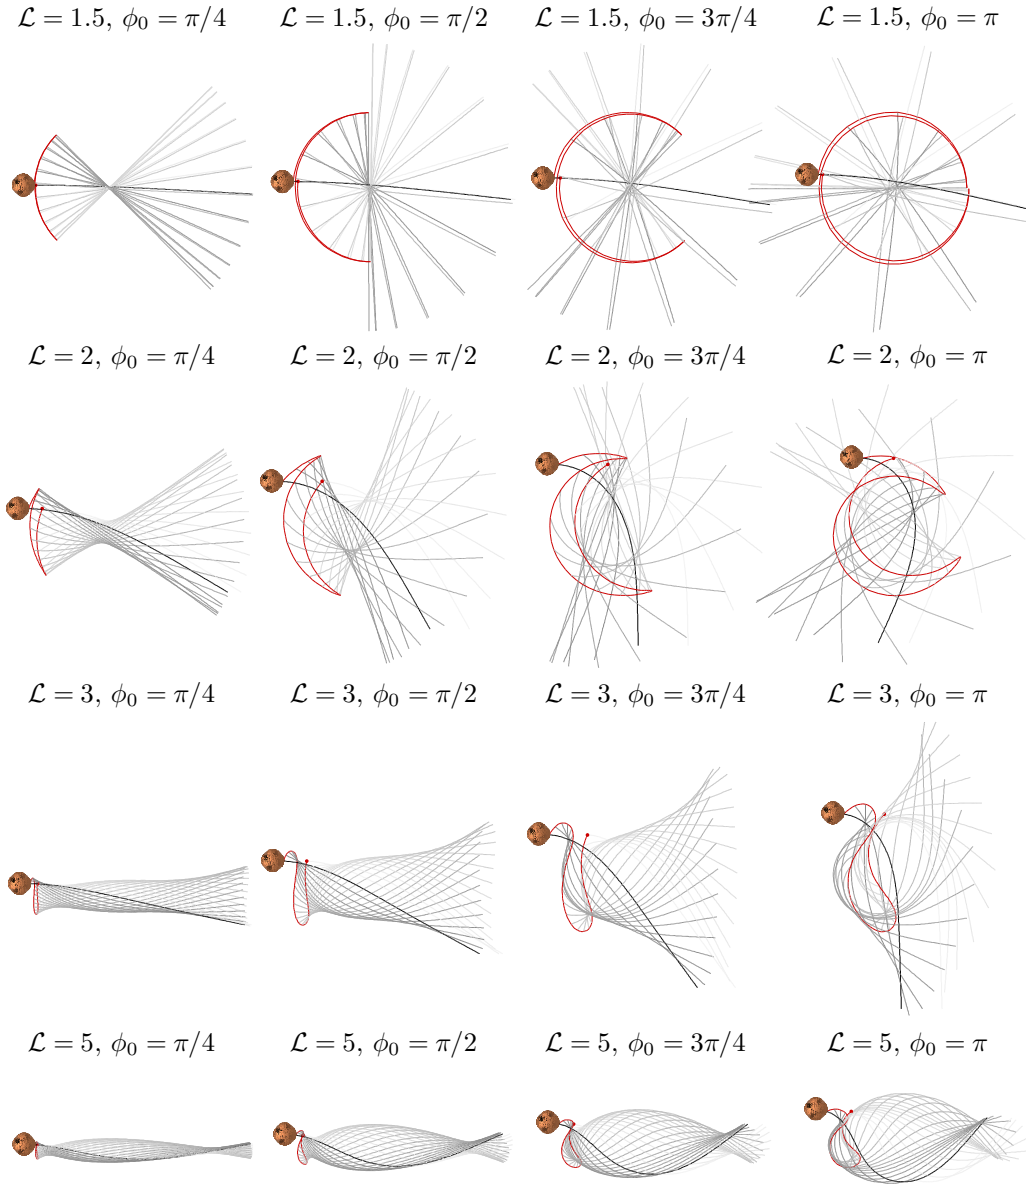 ℒ = 1.5, ϕ₀ = π/4 ℒ = 1.5, ϕ₀ = π/2 ℒ = 1.5, ϕ₀ = 3π/4 ℒ = 1.5, ϕ₀ = π
ℒ = 2, ϕ₀ = π/4 ℒ = 2, ϕ₀ = π/2 ℒ = 2, ϕ₀ = 3π/4 ℒ = 2, ϕ₀ = π
ℒ = 3, ϕ₀ = π/4 ℒ = 3, ϕ₀ = π/2 ℒ = 3, ϕ₀ = 3π/4 ℒ = 3, ϕ₀ = π
ℒ = 5, ϕ₀ = π/4 ℒ = 5, ϕ₀ = π/2 ℒ = 5, ϕ₀ = 3π/4 ℒ = 5, ϕ₀ = π